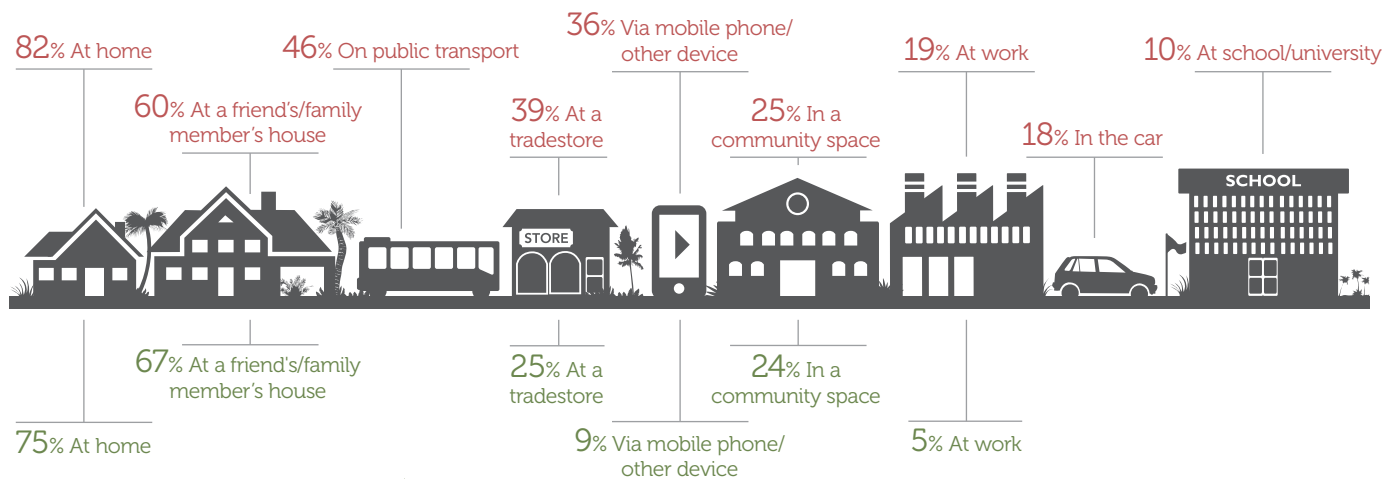 82% At home
60% At a friend's/family
member's house
46% On public transport
39% At a
tradestore
36% Via mobile phone/
other device
25% In a
community space
19% At work
18% In the car
10% At school/university
STORE
SCHOOL
75% At home
67% At a friend's/family
member's house
25% At a
tradestore
9% Via mobile phone/
other device
24% In a
community space
5% At work